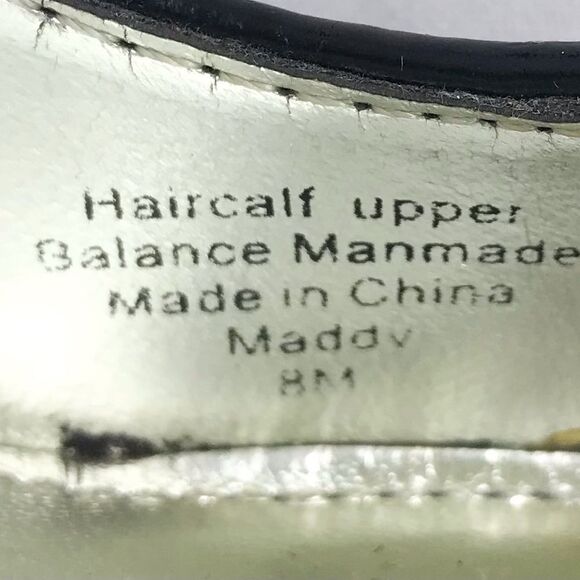 Haircalf upper
Balance Manmade
Made in China
Maddy
8M